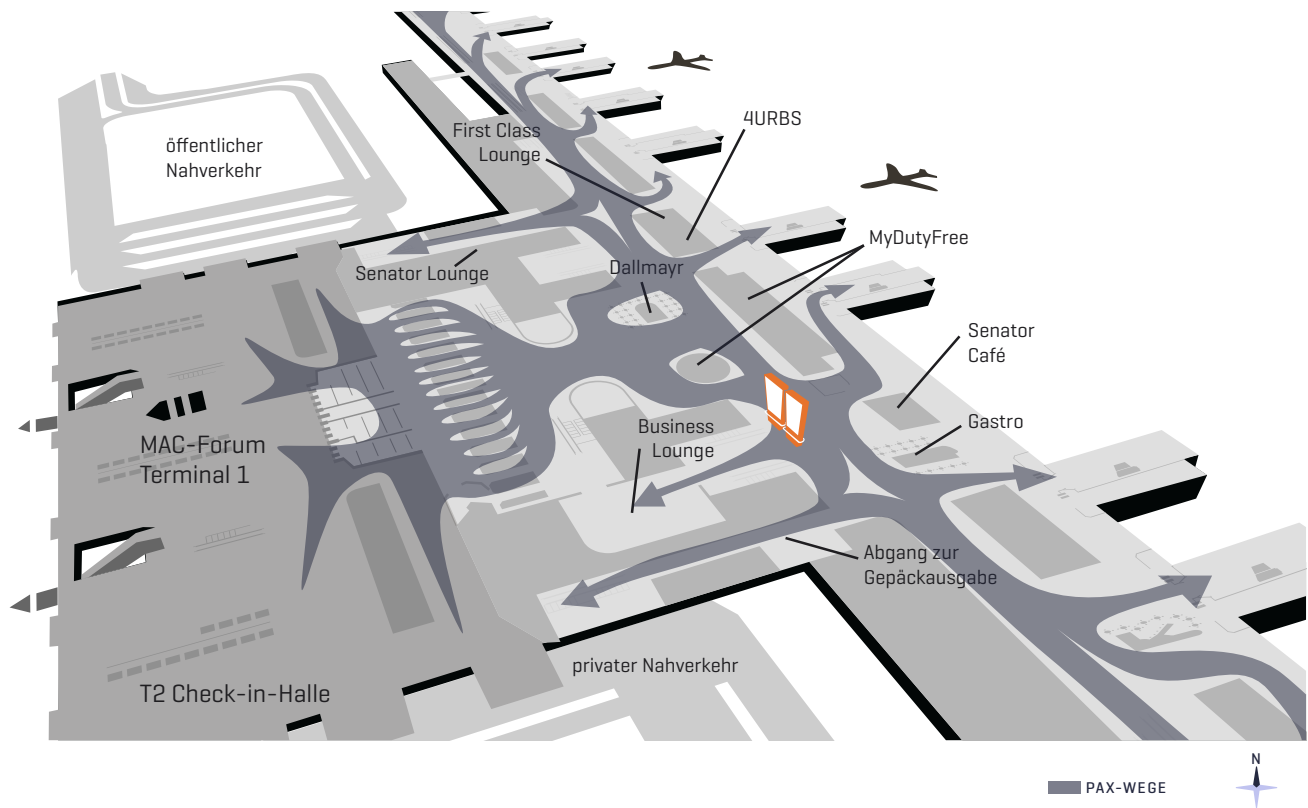 öffentlicher
Nahverkehr
First Class
Lounge
4URBS
MyDutyFree
Senator Lounge
Dallmayr
Senator
Café
Gastro
Business
Lounge
MAC-Forum
Terminal 1
Abgang zur
Gepäckausgabe
privater Nahverkehr
T2 Check-in-Halle
PAX-WEGE
N